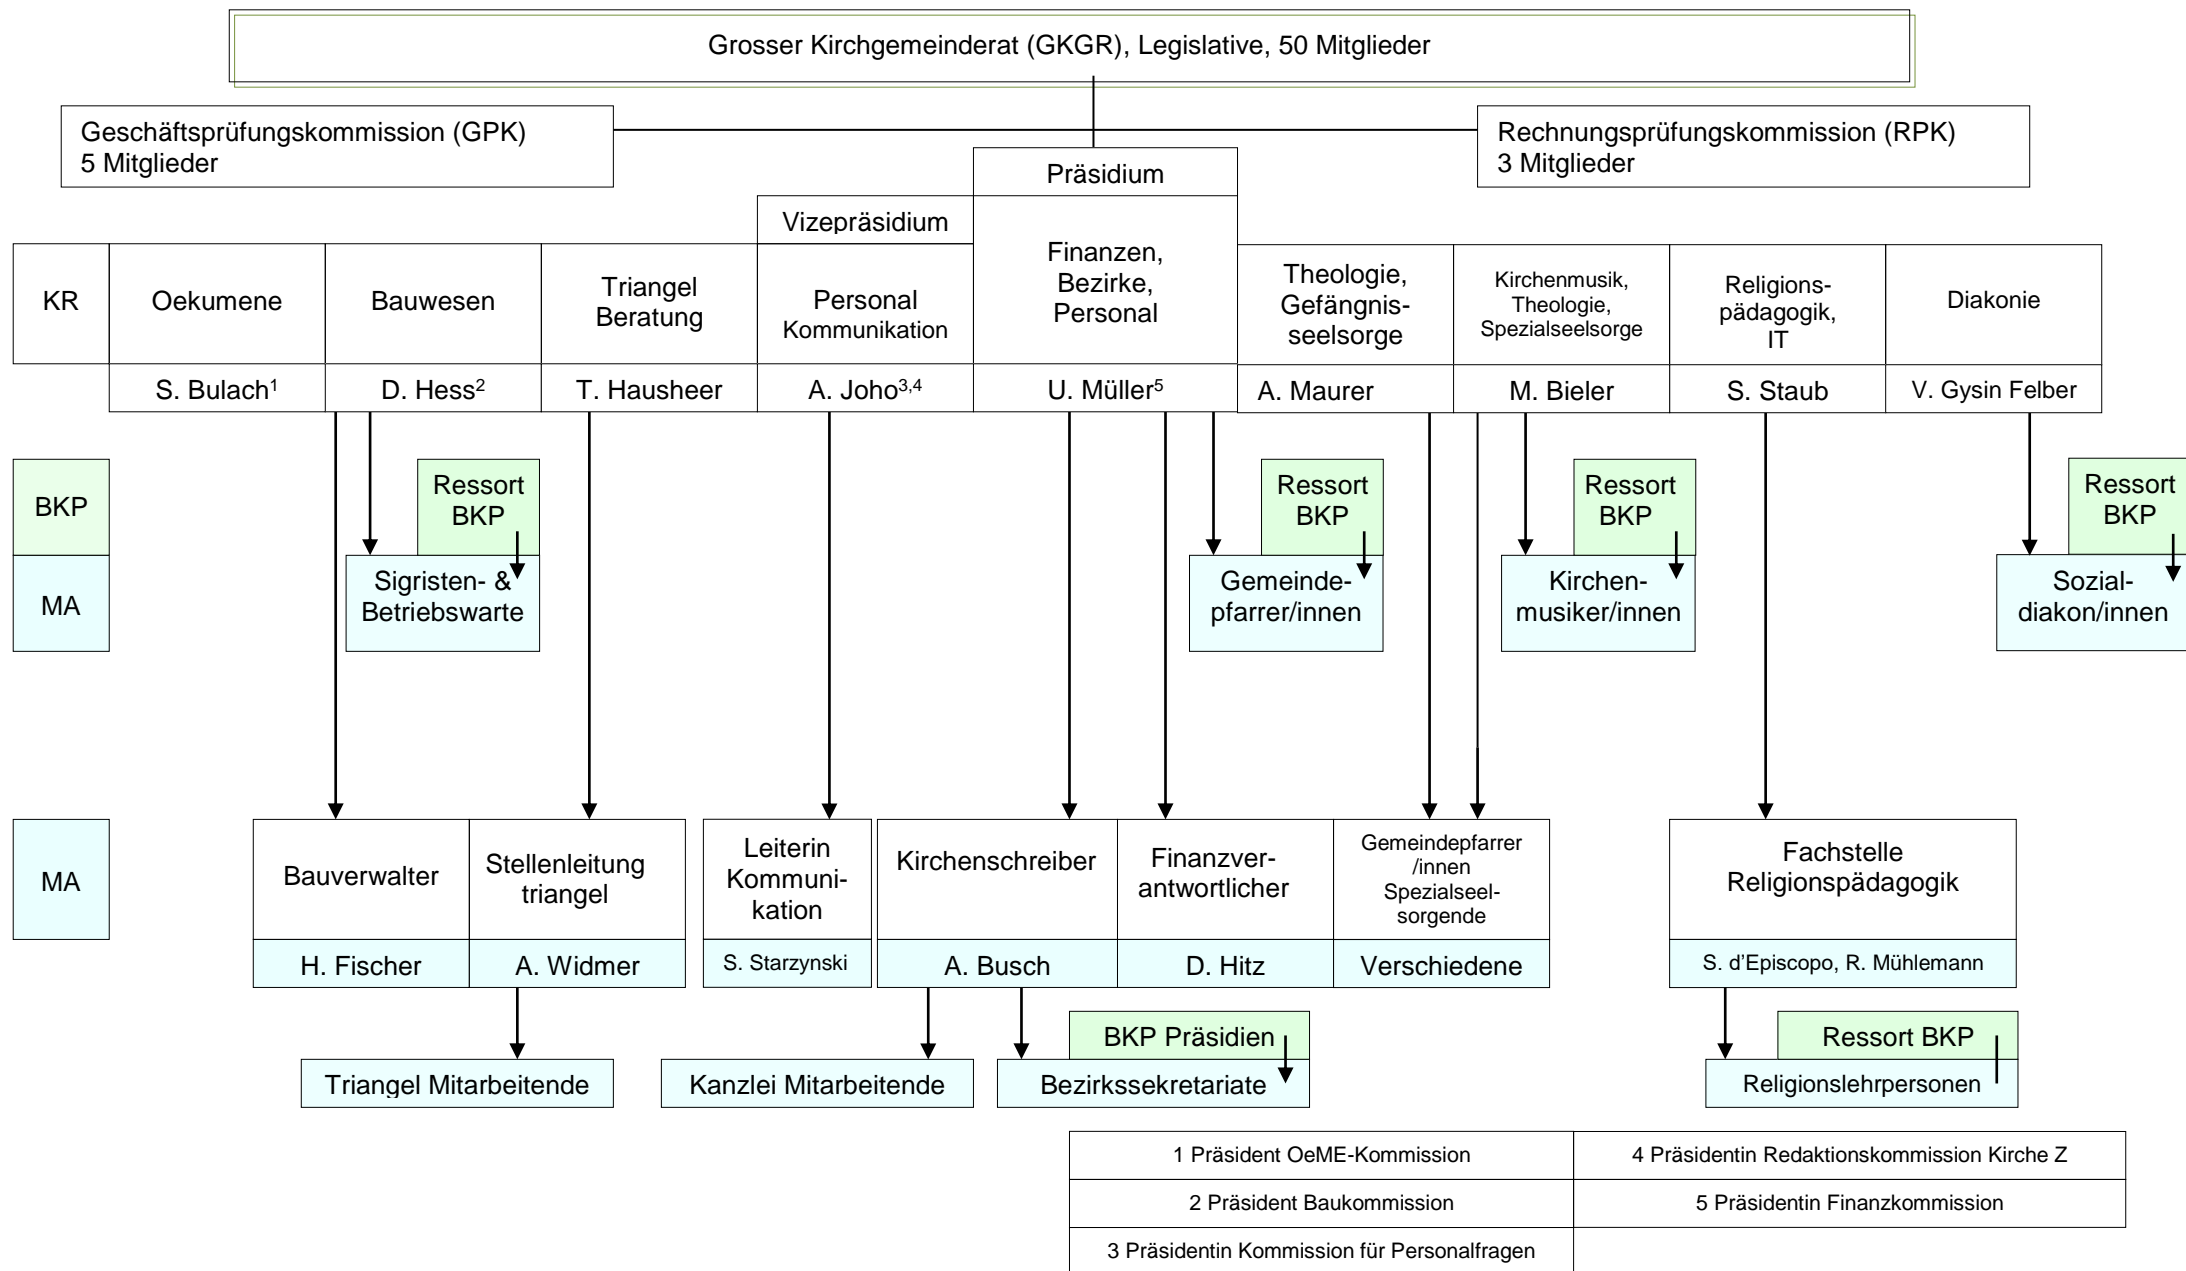 Grosser Kirchgemeinderat (GKGR), Legislative, 50 Mitglieder
Geschäftsprüfungskommission (GPK)
5 Mitglieder
Rechnungsprüfungskommission (RPK)
3 Mitglieder
Präsidium
Vizepräsidium
KR
Oekumene
Bauwesen
Triangel
Beratung
Personal
Kommunikation
Finanzen,
Bezirke,
Personal
Theologie,
Gefängnis-
seelsorge
Kirchenmusik,
Theologie,
Spezialseelsorge
Religions-
pädagogik,
IT
Diakonie
S. Bulach¹
D. Hess²
T. Hausheer
A. Joho³,⁴
U. Müller⁵
A. Maurer
M. Bieler
S. Staub
V. Gysin Felber
BKP
Ressort
BKP
Ressort
BKP
Ressort
BKP
Ressort
BKP
MA
Sigristen- &
Betriebswarte
Gemeinde-
pfarrer/innen
Kirchen-
musiker/innen
Sozial-
diakon/innen
MA
Bauverwalter
Stellenleitung
triangel
Leiterin
Kommuni-
kation
Kirchenschreiber
Finanzver-
antwortlicher
Gemeindepfarrer
/innen
Spezialseel-
sorgende
Fachstelle
Religionspädagogik
H. Fischer
A. Widmer
S. Starzynski
A. Busch
D. Hitz
Verschiedene
S. d’Episcopo, R. Mühlemann
BKP Präsidien
Ressort BKP
Triangel Mitarbeitende
Kanzlei Mitarbeitende
Bezirkssekretariate
Religionslehrpersonen
1 Präsident OeME-Kommission
4 Präsidentin Redaktionskommission Kirche Z
2 Präsident Baukommission
5 Präsidentin Finanzkommission
3 Präsidentin Kommission für Personalfragen